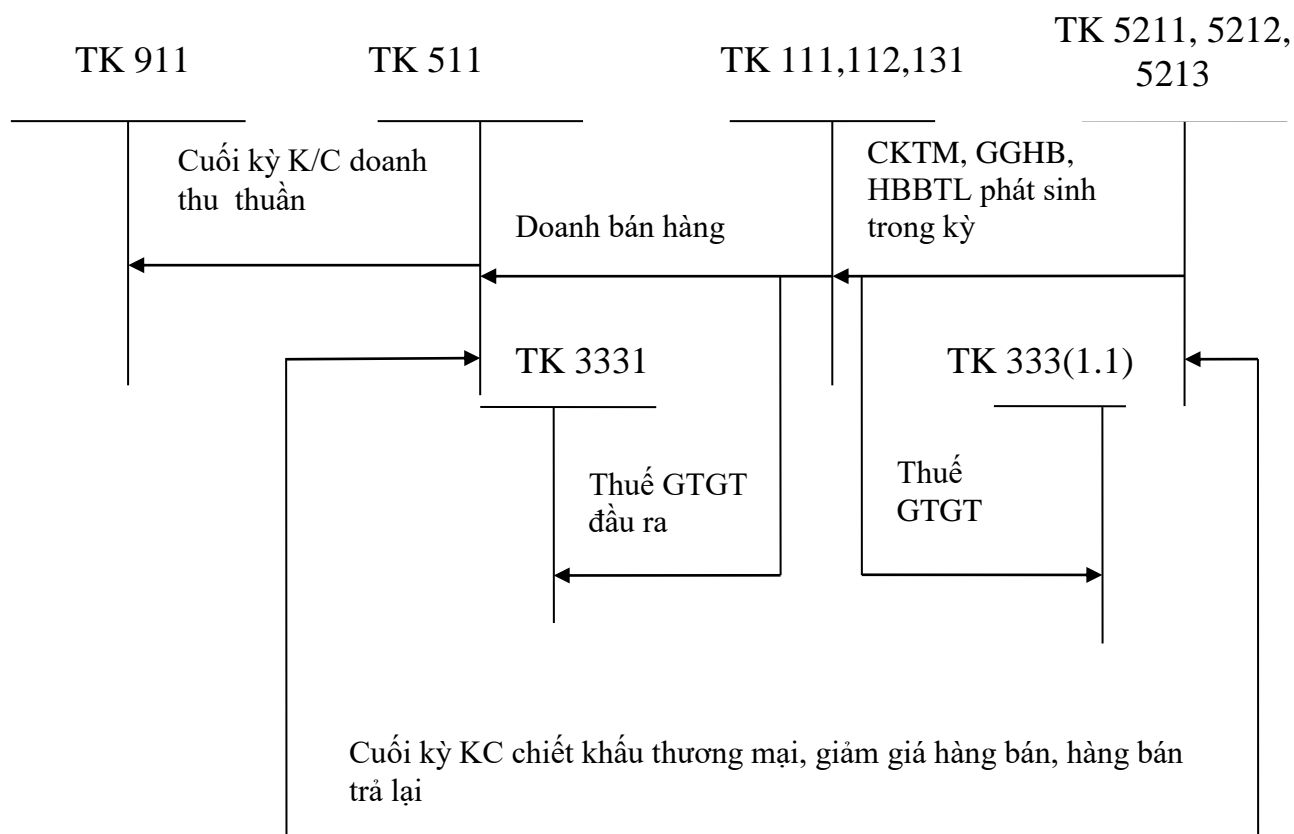 TK 911
TK 511
TK 111,112,131
TK 5211, 5212,
5213
Cuối kỳ K/C doanh
thu thuần
Doanh bán hàng
CKTM, GGHB,
HBBTL phát sinh
trong kỳ
TK 3331
TK 333(1.1)
Thuế GTGT
đầu ra
Thuế
GTGT
Cuối kỳ KC chiết khấu thương mại, giảm giá hàng bán, hàng bán
trả lại